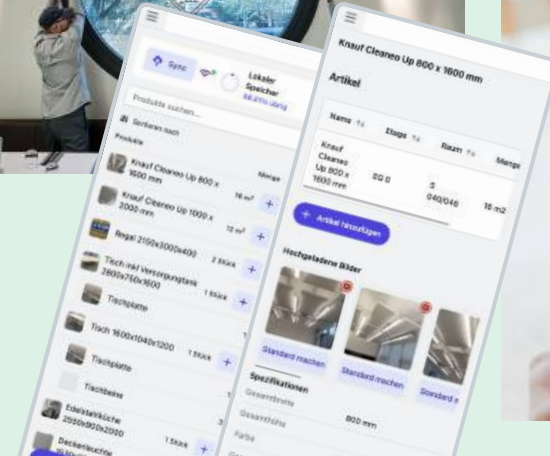 Sync
Lokaler
Speicher
Produkte suchen...
Sortieren nach
Produkte
Menge
Knauf Cleaneo Up 800 x
1600 mm
16 m²
Knauf Cleaneo Up 1000 x
2000 mm
12 m²
Regal 2150x3000x400
2 Stück
Tisch inkl Versorgungstank
2600x750x1600
1 Stück
Tischplatte
Tisch 1600x1040x1200
1 Stück
Tischplatte
Tischbeine
Edelstahlküche
2550x900x2000
1 Stück
Deckenleuchte
Knauf Cleaneo Up 800 x 1600 mm
Artikel
Name
Etage
Raum
Menge
Knauf
Cleaneo
Up 800 x
1600 mm
EG 0
S
040/046
16 m2
+ Artikel hinzufügen
Hochgeladene Bilder
Standard machen
Standard machen
Standard m
Spezifikationen
Gesamtbreite
800 mm
Gesamthöhe
Farbe